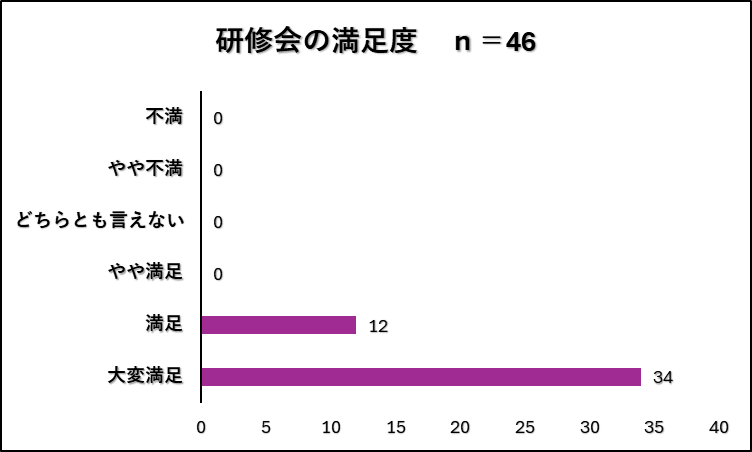 研修会の満足度　ｎ＝46
不満 0
やや不満 0
どちらとも言えない 0
やや満足 0
満足 12
大変満足 34
0 5 10 15 20 25 30 35 40